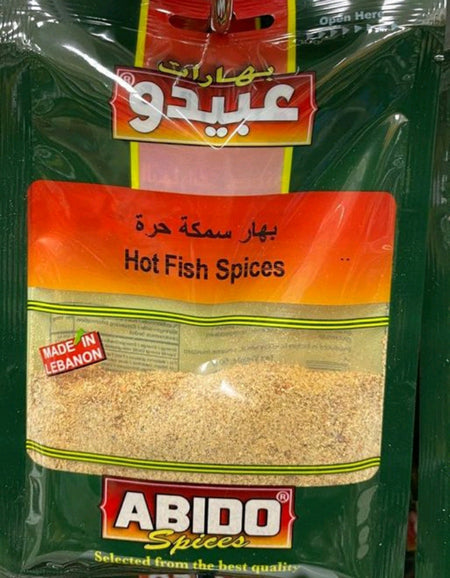 Open Here
بهارات
عبيدو®
بهار سمكة حرة
Hot Fish Spices
MADE IN
LEBANON
ABIDO®
Spices
Selected from the best quality